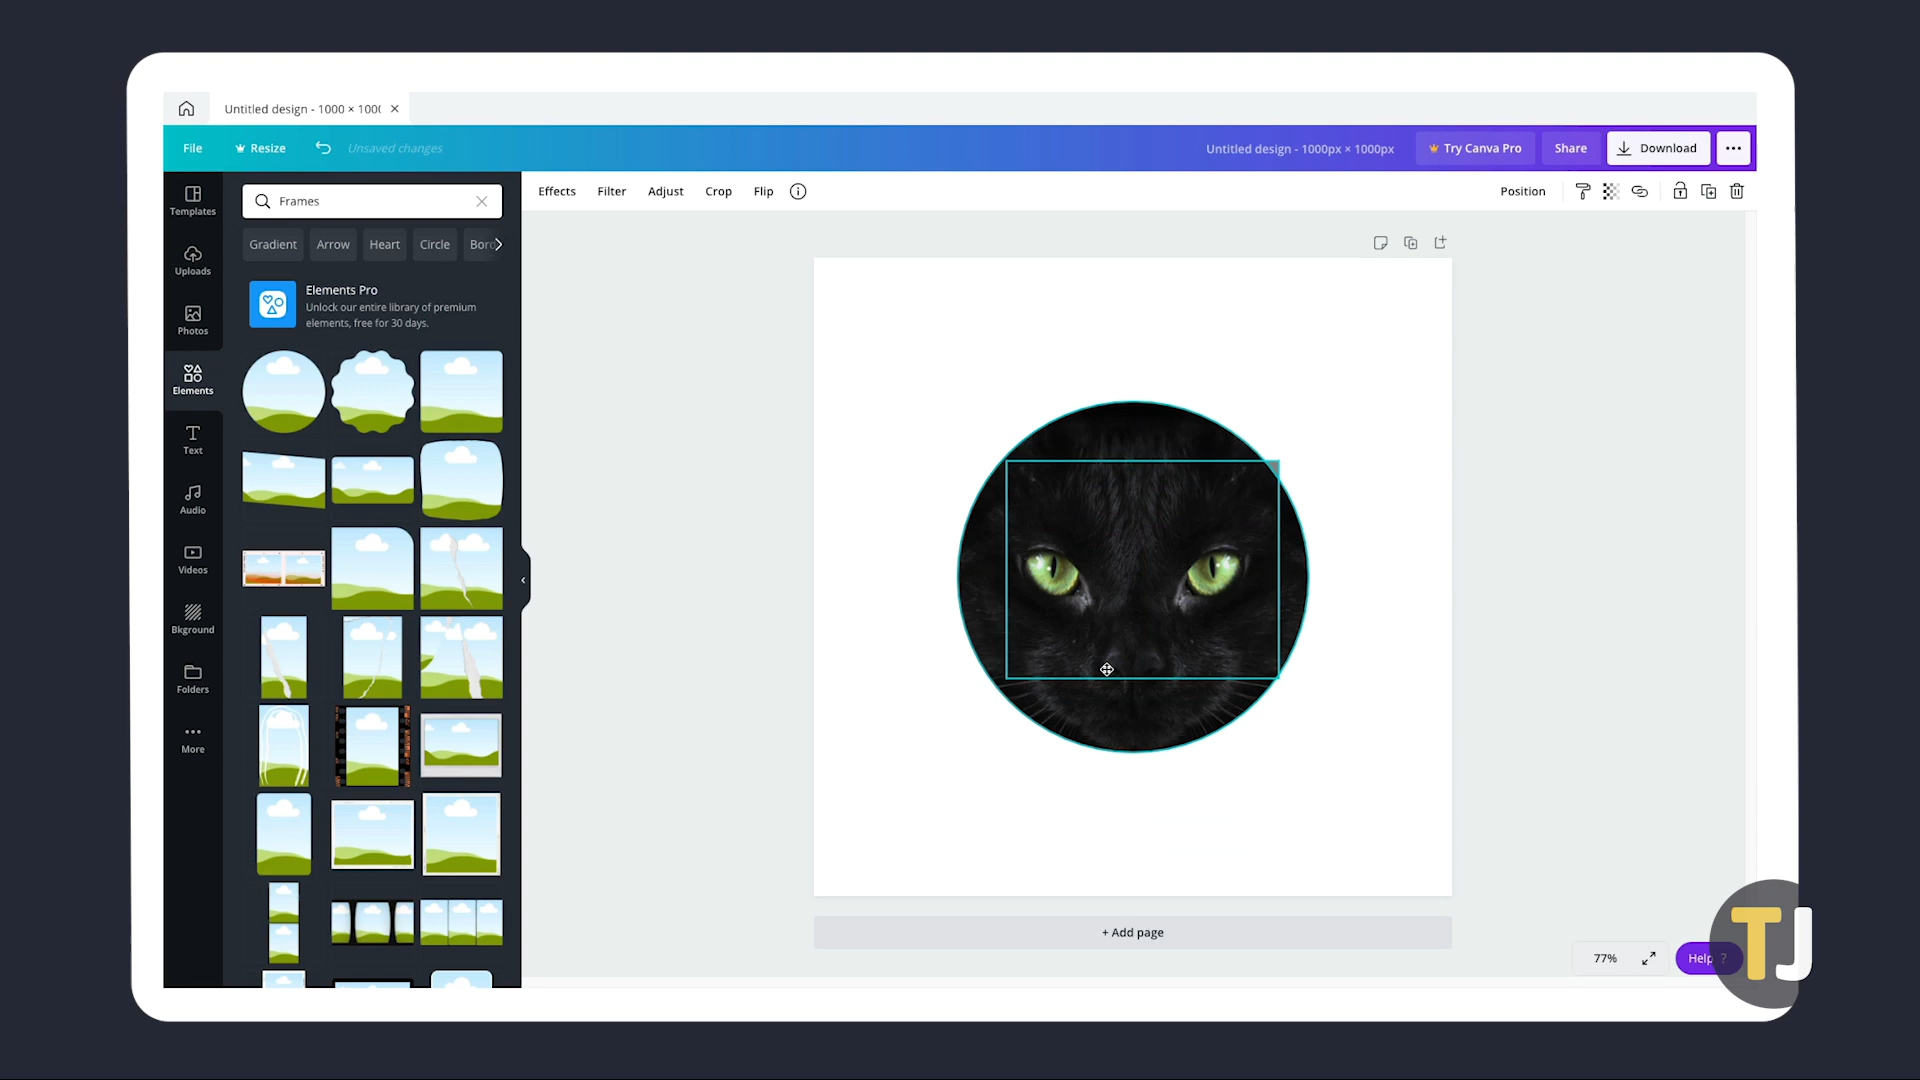 Untitled design - 1000 × 100
File
Resize
Unsaved changes
Untitled design - 1000px × 1000px
Try Canva Pro
Share
Download
Templates
Uploads
Photos
Elements
Text
Audio
Videos
Bkground
Folders
More
Frames
Gradient
Arrow
Heart
Circle
Bor
Elements Pro
Unlock our entire library of premium
elements, free for 30 days.
Effects
Filter
Adjust
Crop
Flip
Position
+ Add page
77%
Help ?
TJ